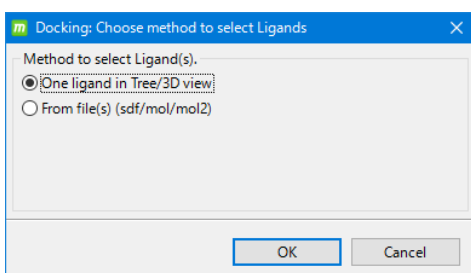 m Docking: Choose method to select Ligands
Method to select Ligand(s).
One ligand in Tree/3D view
From file(s) (sdf/mol/mol2)
OK Cancel